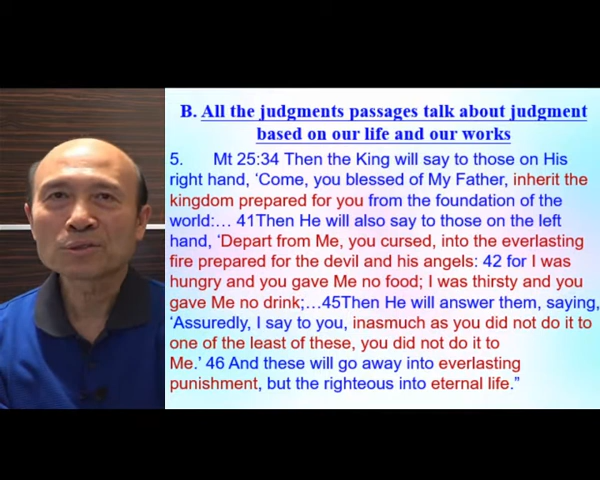 B. All the judgments passages talk about judgment
based on our life and our works
5. Mt 25:34 Then the King will say to those on His
right hand, ‘Come, you blessed of My Father, inherit the
kingdom prepared for you from the foundation of the
world:… 41Then He will also say to those on the left
hand, ‘Depart from Me, you cursed, into the everlasting
fire prepared for the devil and his angels: 42 for I was
hungry and you gave Me no food; I was thirsty and you
gave Me no drink;…45Then He will answer them, saying,
‘Assuredly, I say to you, inasmuch as you did not do it to
one of the least of these, you did not do it to
Me.’ 46 And these will go away into everlasting
punishment, but the righteous into eternal life.”